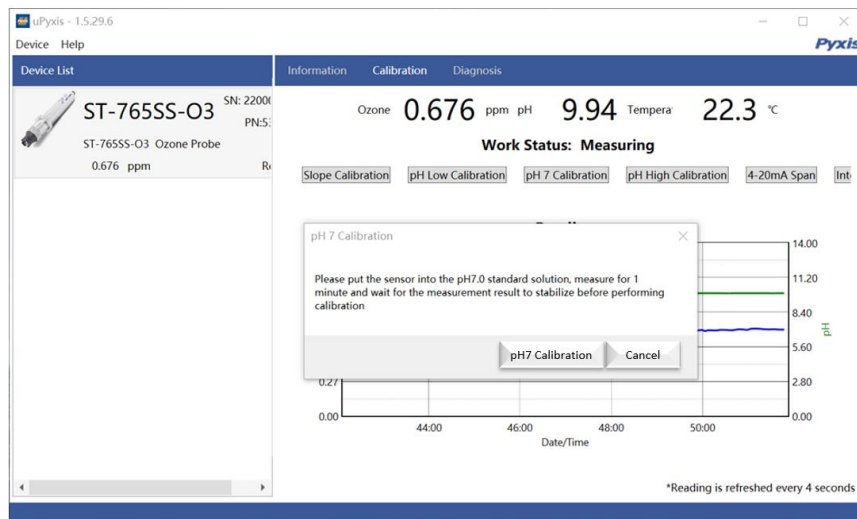 uPyxis - 1.5.29.6
Device Help
Pyxis
Device List
Information Calibration Diagnosis
ST-765SS-O3
SN: 2200
PN:5
ST-765SS-O3 Ozone Probe
0.676 ppm
Ozone 0.676 ppm pH 9.94 Tempera 22.3 °C
Work Status: Measuring
Slope Calibration pH Low Calibration pH 7 Calibration pH High Calibration 4-20mA Span Int
pH 7 Calibration
Please put the sensor into the pH7.0 standard solution, measure for 1
minute and wait for the measurement result to stabilize before performing
calibration
pH7 Calibration Cancel
14.00
11.20
8.40
5.60
2.80
0.00
pH
0.27
0.00
44:00 46:00 48:00 50:00
Date/Time
*Reading is refreshed every 4 seconds